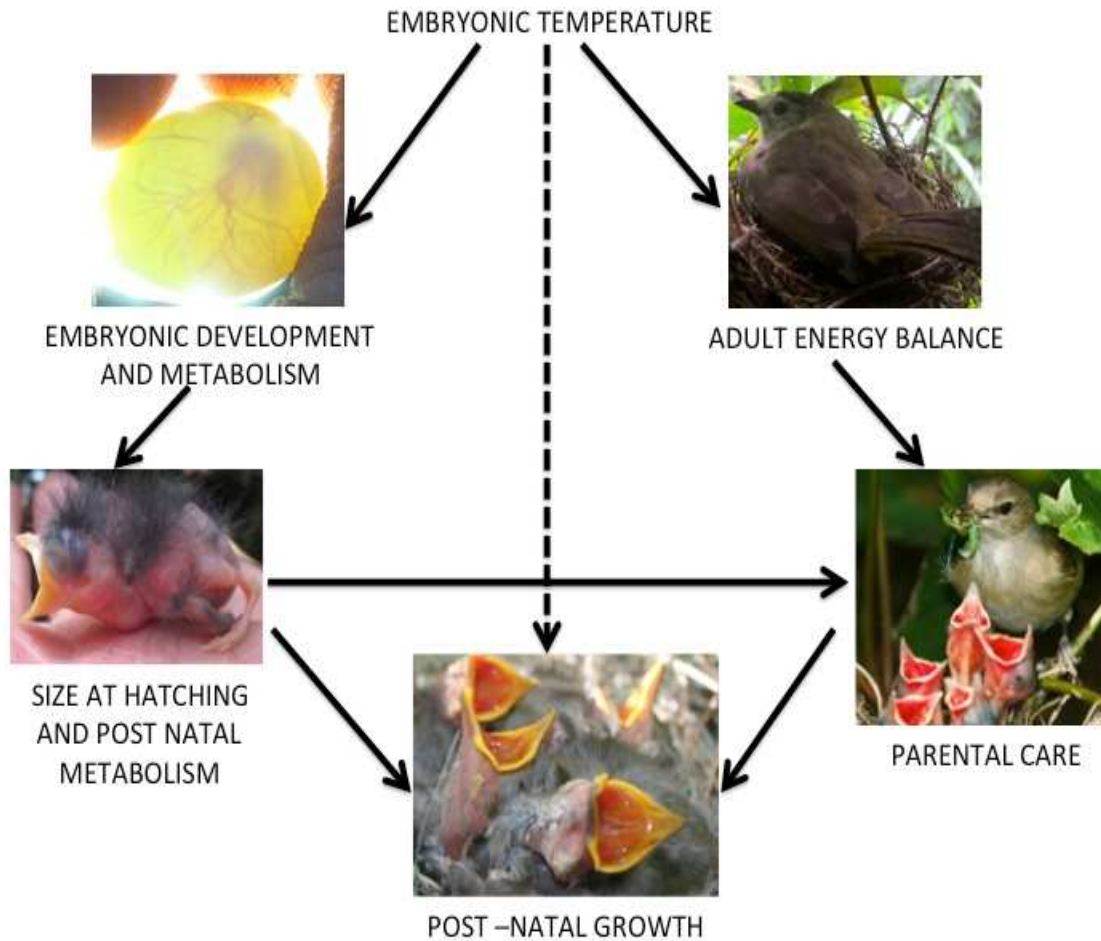 EMBRYONIC TEMPERATURE
EMBRYONIC DEVELOPMENT
AND METABOLISM
ADULT ENERGY BALANCE
SIZE AT HATCHING
AND POST NATAL
METABOLISM
PARENTAL CARE
POST –NATAL GROWTH